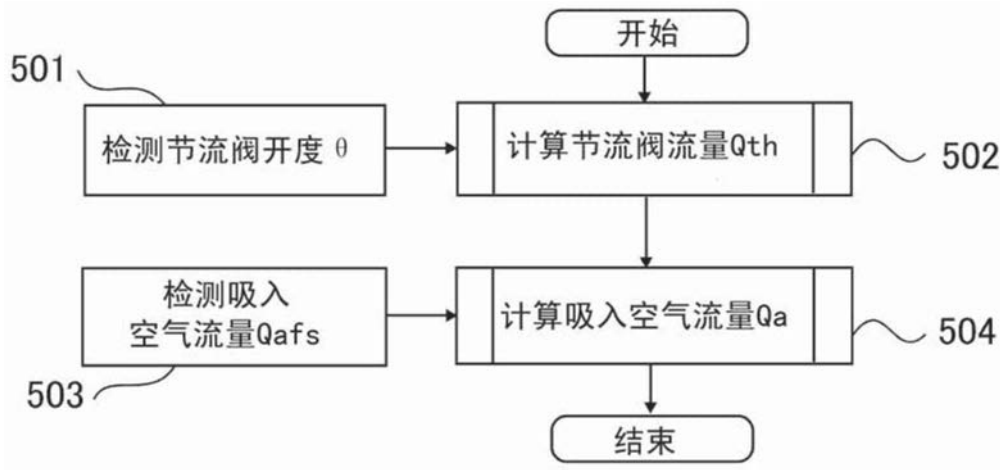 开始
501
检测节流阀开度θ
计算节流阀流量Qth
502
检测吸入
空气流量Qafs
计算吸入空气流量Qa
503
504
结束